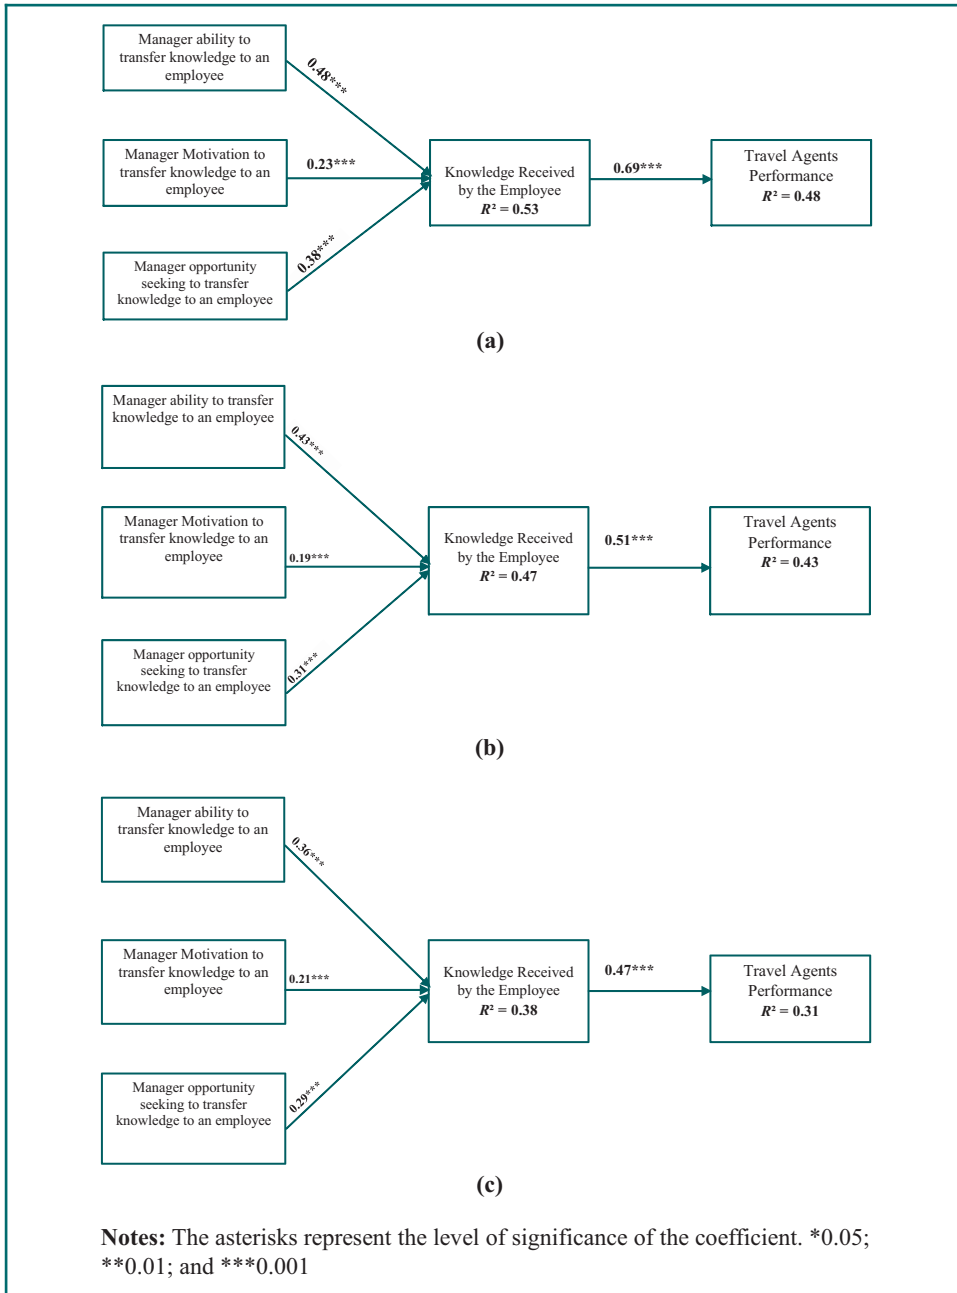 Manager ability to
transfer knowledge to an
employee
0.48***
Manager Motivation to
transfer knowledge to an
employee
0.23***
Knowledge Received
by the Employee
R² = 0.53
0.69***
Travel Agents
Performance
R² = 0.48
0.38***
Manager opportunity
seeking to transfer
knowledge to an employee
(a)
Manager ability to transfer
knowledge to an employee
0.43***
Manager Motivation to
transfer knowledge to an
employee
0.19***
Knowledge Received
by the Employee
R² = 0.47
0.51***
Travel Agents
Performance
R² = 0.43
0.31***
Manager opportunity
seeking to transfer
knowledge to an employee
(b)
Manager ability to
transfer knowledge to an
employee
0.36***
Manager Motivation to
transfer knowledge to an
employee
0.21***
Knowledge Received
by the Employee
R² = 0.38
0.47***
Travel Agents
Performance
R² = 0.31
0.29***
Manager opportunity
seeking to transfer
knowledge to an employee
(c)
Notes: The asterisks represent the level of significance of the coefficient. *0.05;
**0.01; and ***0.001